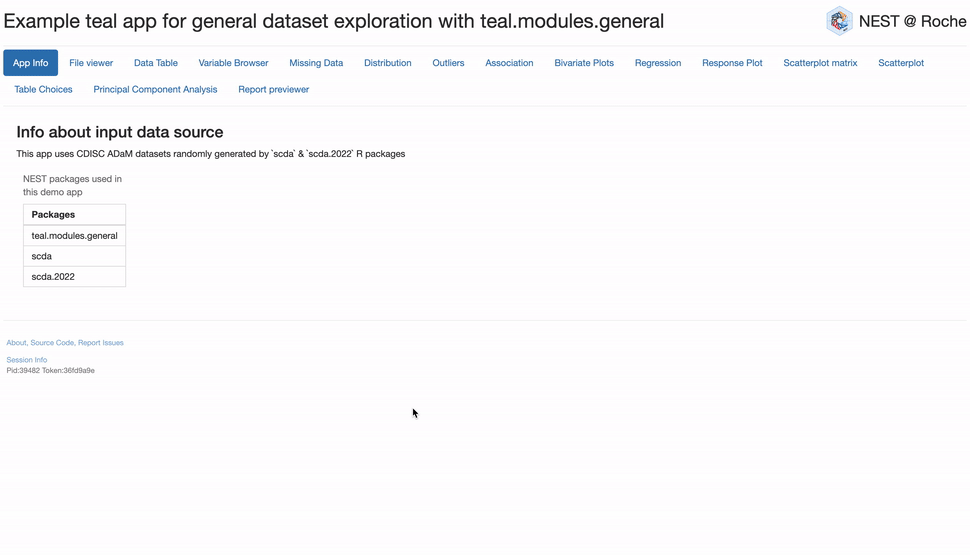 Example teal app for general dataset exploration with teal.modules.general
NEST @ Roche
App Info File viewer Data Table Variable Browser Missing Data Distribution Outliers Association Bivariate Plots Regression Response Plot Scatterplot matrix Scatterplot
Table Choices Principal Component Analysis Report previewer
Info about input data source
This app uses CDISC ADaM datasets randomly generated by `scda` & `scda.2022` R packages
NEST packages used in
this demo app
Packages
teal.modules.general
scda
scda.2022
About, Source Code, Report Issues
Session Info
Pid:39482 Token:36fd9a9e